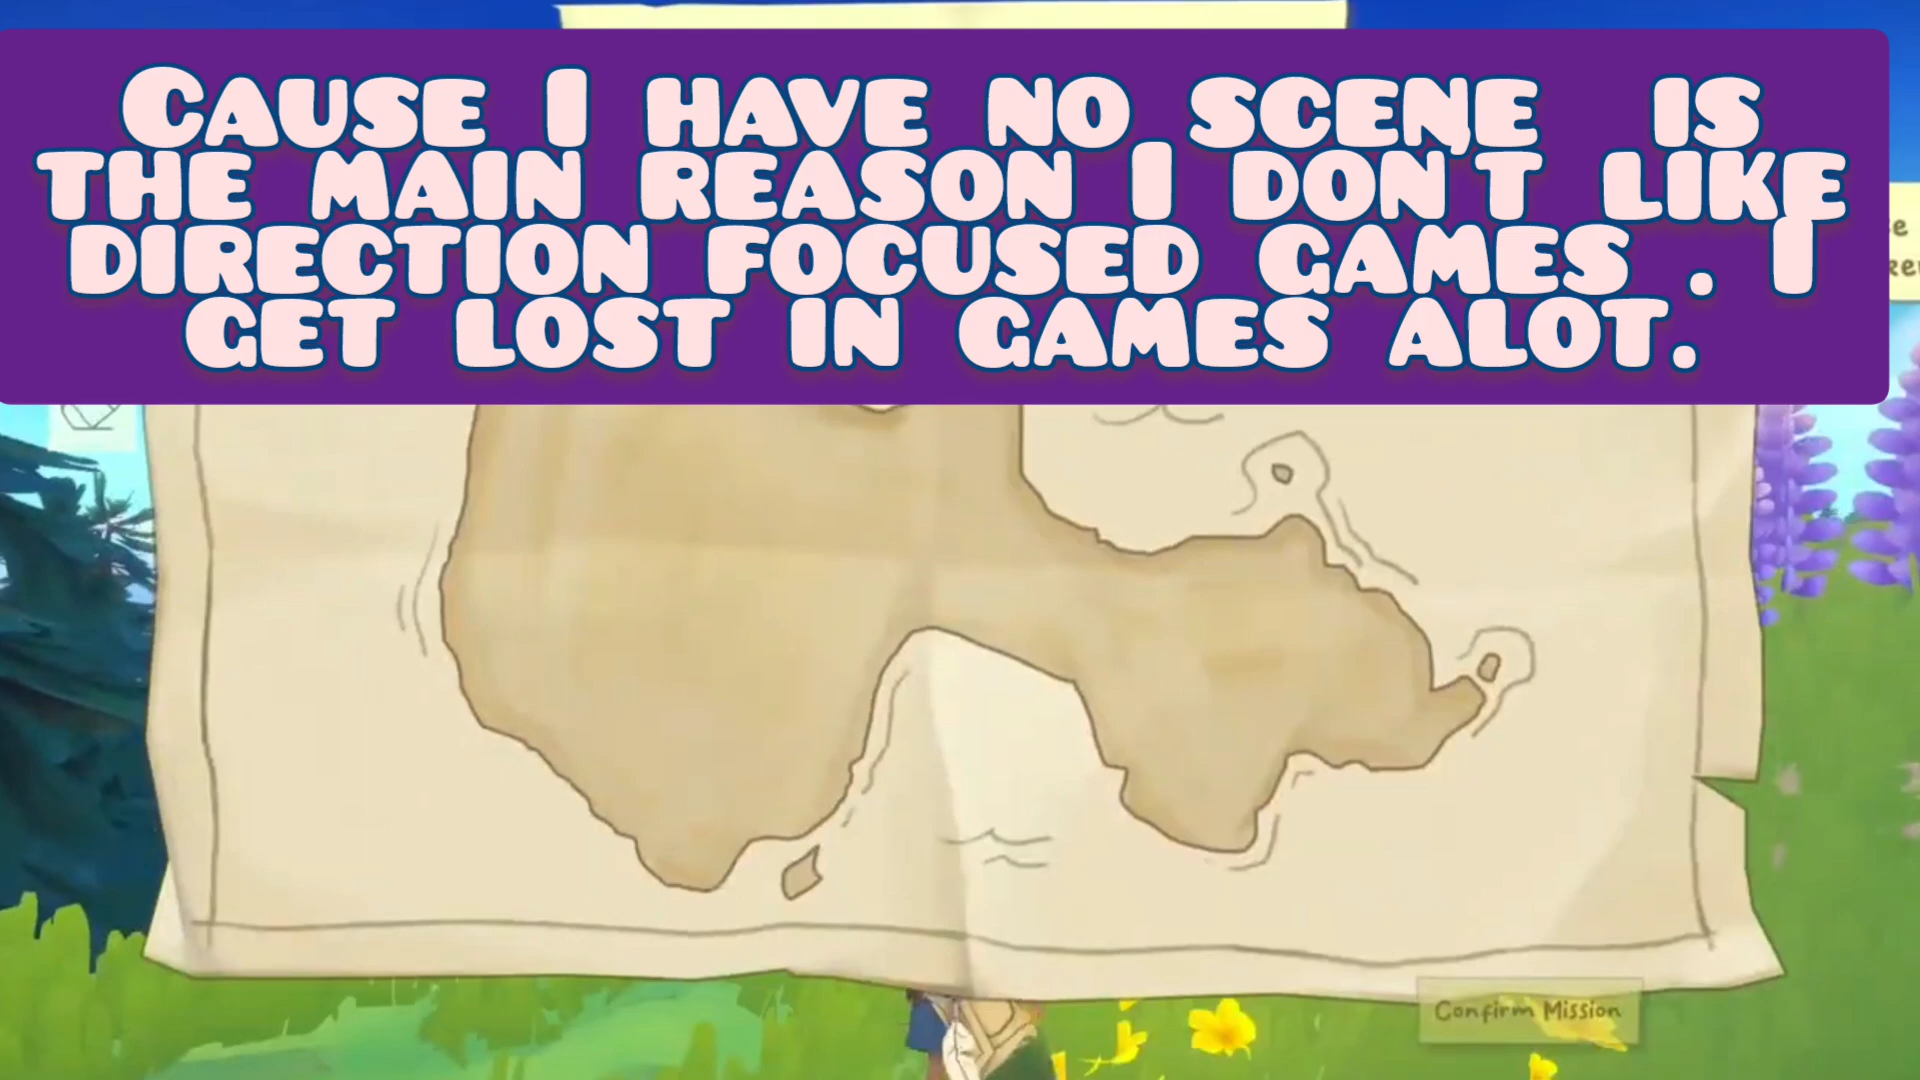 CAUSE I HAVE NO SCENE, IS
THE MAIN REASON I DON'T LIKE
DIRECTION FOCUSED GAMES . I
GET LOST IN GAMES ALOT.
Confirm Mission